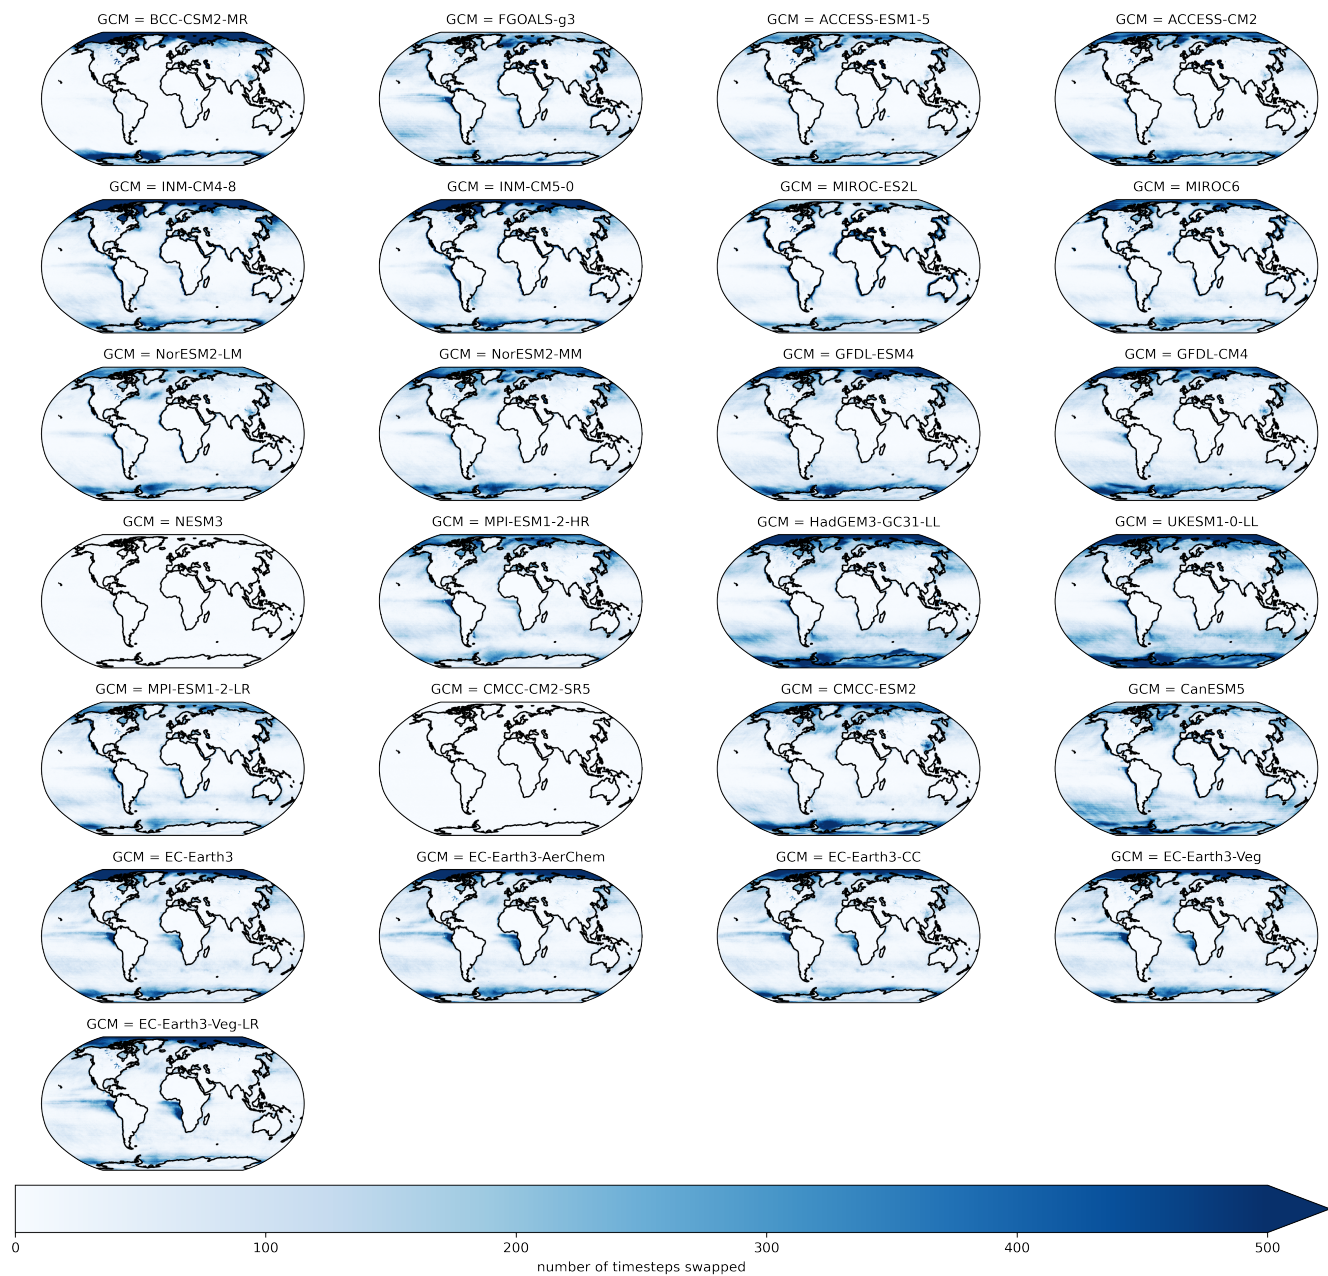 GCM = BCC-CSM2-MR
GCM = FGOALS-g3
GCM = ACCESS-ESM1-5
GCM = ACCESS-CM2
GCM = INM-CM4-8
GCM = INM-CM5-0
GCM = MIROC-ES2L
GCM = MIROC6
GCM = NorESM2-LM
GCM = NorESM2-MM
GCM = GFDL-ESM4
GCM = GFDL-CM4
GCM = NESM3
GCM = MPI-ESM1-2-HR
GCM = HadGEM3-GC31-LL
GCM = UKESM1-0-LL
GCM = MPI-ESM1-2-LR
GCM = CMCC-CM2-SR5
GCM = CMCC-ESM2
GCM = CanESM5
GCM = EC-Earth3
GCM = EC-Earth3-AerChem
GCM = EC-Earth3-CC
GCM = EC-Earth3-Veg
GCM = EC-Earth3-Veg-LR
0 100 200 300 400 500
number of timesteps swapped